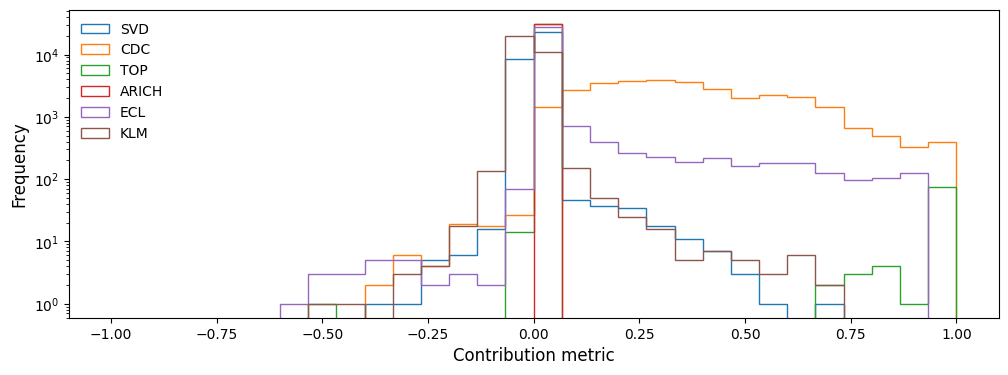 SVD
CDC
TOP
ARICH
ECL
KLM
Frequency
10⁴
10³
10²
10¹
10⁰
−1.00 −0.75 −0.50 −0.25 0.00 0.25 0.50 0.75 1.00
Contribution metric